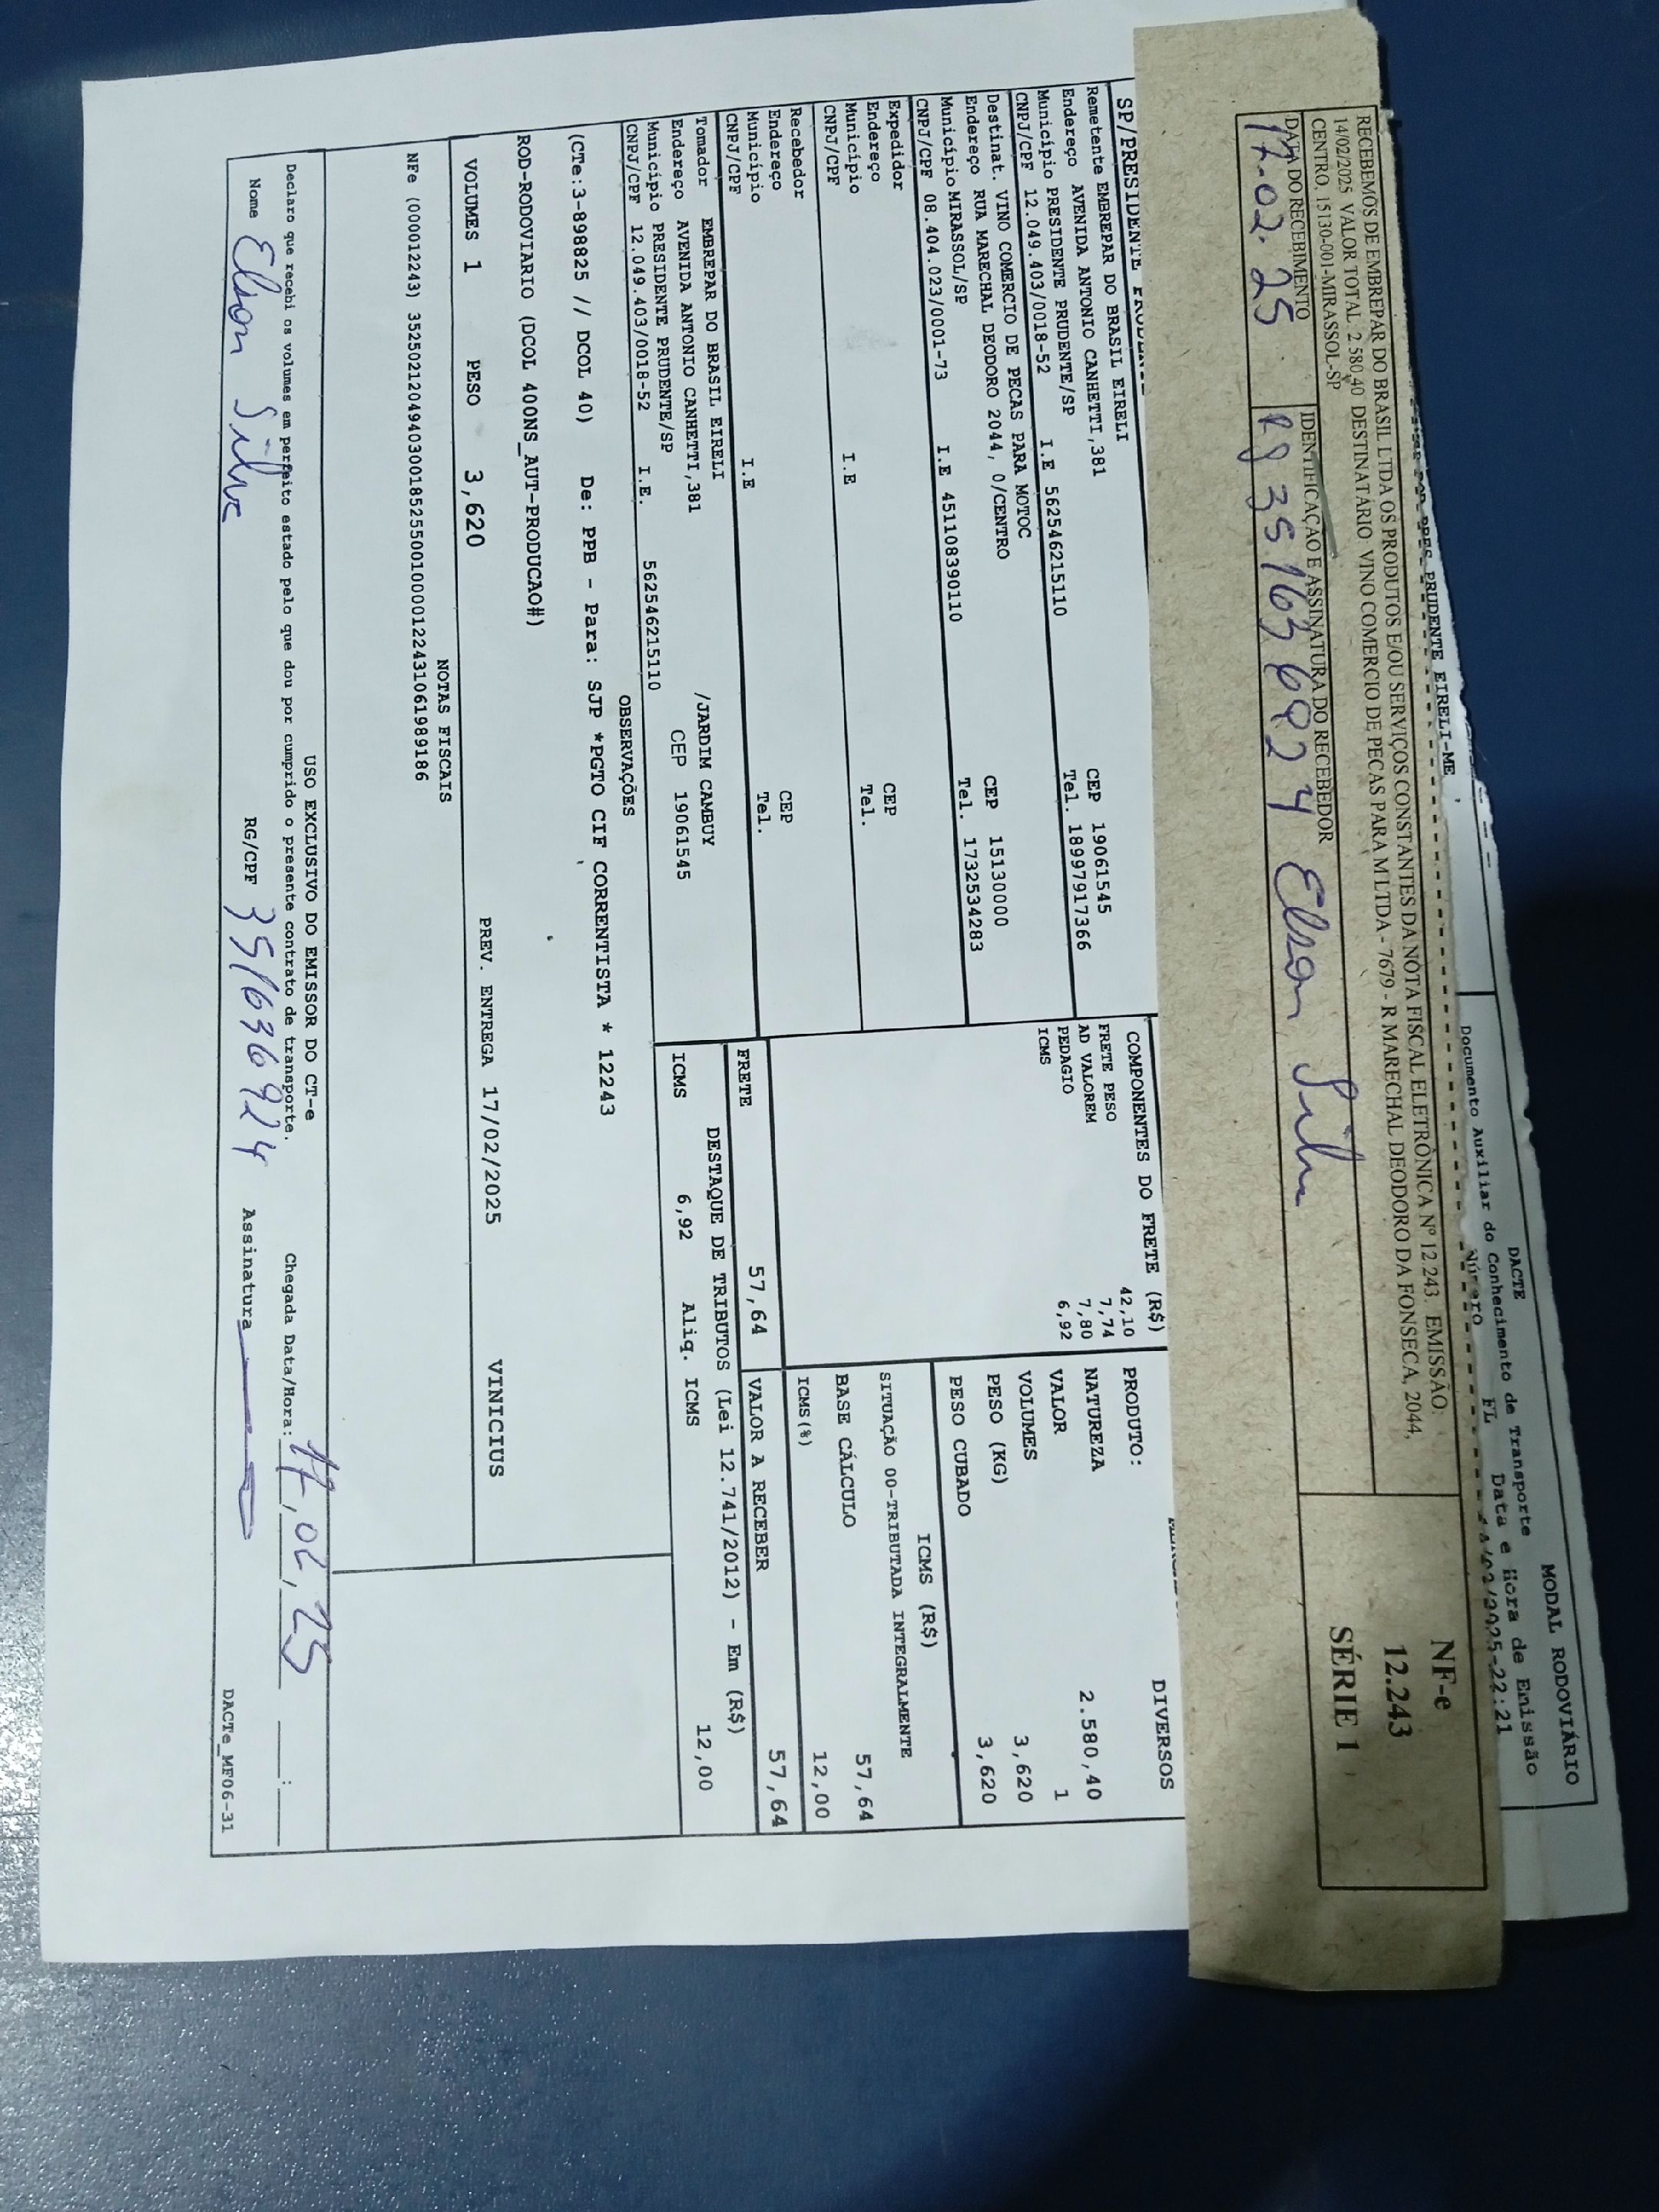 MODAL RODOVIÁRIO
DACTE
Documento Auxiliar do Conhecimento de Transporte
Data e Hora de Emissão
Número FL
PRUDENTE EIRELI-ME
RECEBEMOS DE EMBREPAR DO BRASIL LTDA OS PRODUTOS E/OU SERVIÇOS CONSTANTES DA NOTA FISCAL ELETRÔNICA Nº 12.243. EMISSÃO:
14/02/2025 VALOR TOTAL: 2.580,40 DESTINATÁRIO: VINO COMERCIO DE PECAS PARA M LTDA - 7679 - R MARECHAL DEODORO DA FONSECA, 2044,
CENTRO, 15130-001-MIRASSOL-SP
NF-e
12.243
SÉRIE 1
DATA DO RECEBIMENTO
17.02.25
IDENTIFICAÇÃO E ASSINATURA DO RECEBEDOR
Elson Silva
SP/PRESIDENTE
Remetente EMBREPAR DO BRASIL EIRELI
Endereço AVENIDA ANTONIO CANHETTI,381
Município PRESIDENTE PRUDENTE/SP CEP 19061545
CNPJ/CPF 12.049.403/0018-52 I.E 562546215110 Tel. 18997917366
Destinat. VINO COMERCIO DE PECAS PARA MOTOC
Endereço RUA MARECHAL DEODORO 2044, 0/CENTRO
Município MIRASSOL/SP CEP 15130000
CNPJ/CPF 08.404.023/0001-73 I.E 451108390110 Tel. 1732534283
Expedidor
Endereço
Município CEP
CNPJ/CPF I.E Tel.
Recebedor
Endereço
Município CEP
CNPJ/CPF I.E Tel.
Tomador EMBREPAR DO BRASIL EIRELI
Endereço AVENIDA ANTONIO CANHETTI,381 /JARDIM CAMBUY
Município PRESIDENTE PRUDENTE/SP CEP 19061545
CNPJ/CPF 12.049.403/0018-52 I.E. 562546215110
COMPONENTES DO FRETE (R$)
FRETE PESO 42,10
AD VALOREM 7,74
PEDAGIO 7,80
ICMS 6,92
FRETE 57,64
PRODUTO: DIVERSOS
NATUREZA
VALOR 2.580,40
VOLUMES 1
PESO (KG) 3,620
PESO CUBADO 3,620
ICMS (R$)
SITUAÇÃO 00-TRIBUTADA INTEGRALMENTE
BASE CÁLCULO 57,64
ICMS(%) 12,00
VALOR A RECEBER 57,64
DESTAQUE DE TRIBUTOS (Lei 12.741/2012) - Em (R$)
ICMS 6,92 Aliq. ICMS 12,00
OBSERVAÇÕES
(CTe:3-898825 // DCOL 40) De: PPB - Para: SJP *PGTO CIF CORRENTISTA * 12243
ROD-RODOVIARIO (DCOL 400NS_AUT-PRODUCAO#)
VOLUMES 1 PESO 3,620 PREV. ENTREGA 17/02/2025 VINICIUS
NOTAS FISCAIS
NFe (000012243) 35250212049403001852550010000122431061989186
USO EXCLUSIVO DO EMISSOR DO CT-e
Declaro que recebi os volumes em perfeito estado pelo que dou por cumprido o presente contrato de transporte. Chegada Data/Hora: 17,02,25 :
Nome Elson Silva RG/CPF 351636924 Assinatura
DACTe_MF06-31